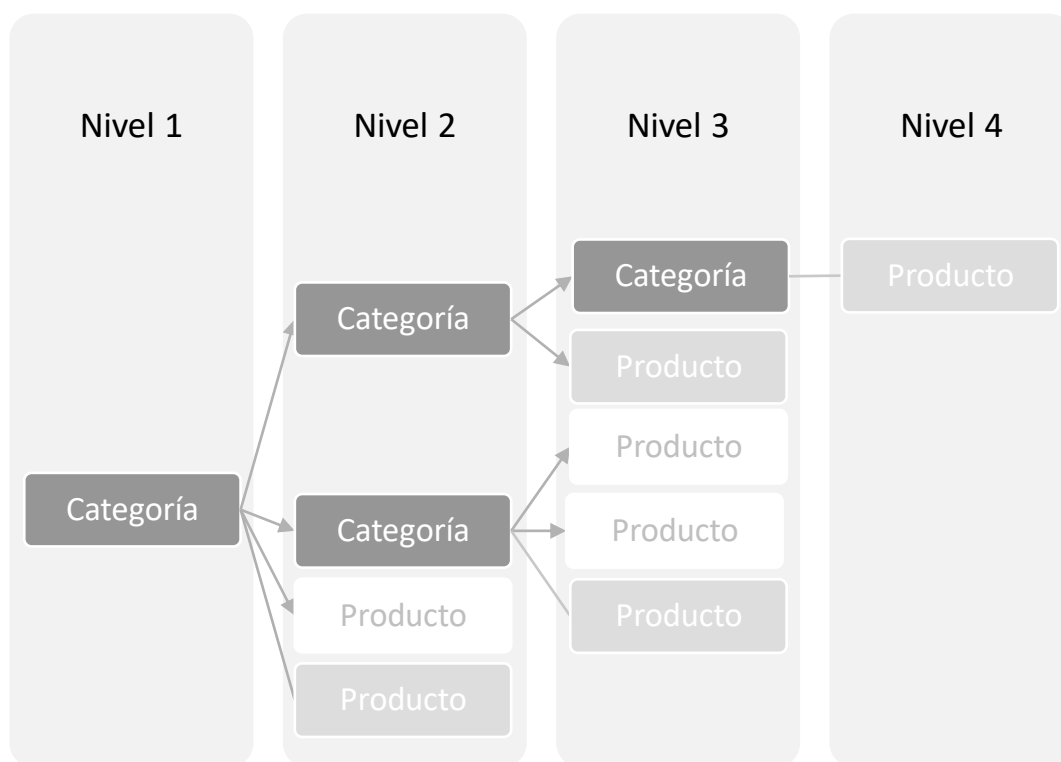 Nivel 1
Nivel 2
Nivel 3
Nivel 4
Categoría
Categoría
Categoría
Producto
Producto
Categoría
Producto
Producto
Producto
Producto
Producto